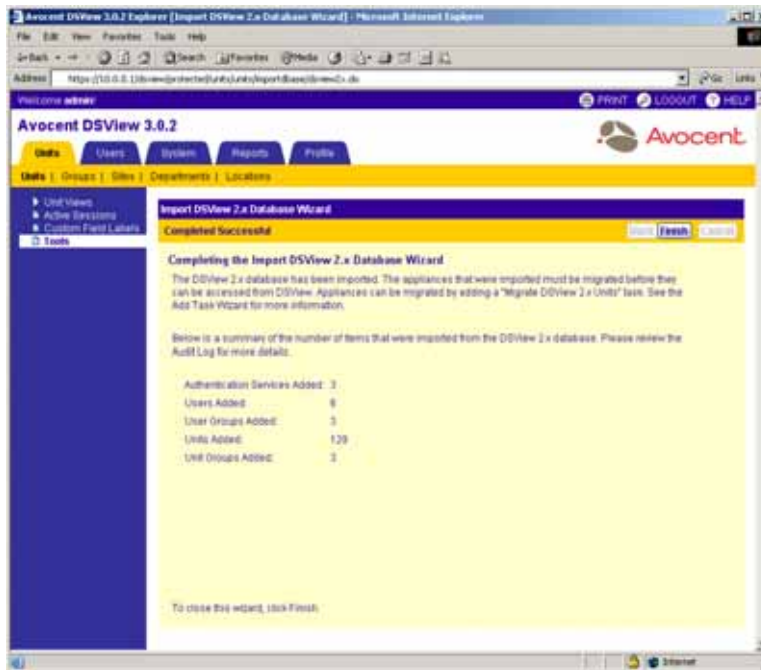 Avocent DSView 3.0.2 Explorer [Import DSView 2.x Database Wizard] - Microsoft Internet Explorer
File Edit View Favorites Tools Help
Back Search Favorites Media
Address Go Links
Welcome admin PRINT LOGOUT HELP
Avocent DSView 3.0.2 Avocent
Units Users System Reports Profile
Units | Groups | Sites | Departments | Locations
Unit Views
Active Sessions
Custom Field Labels
Tools
Import DSView 2.x Database Wizard
Completed Successful Back Finish Cancel
Completing the Import DSView 2.x Database Wizard
The DSView 2.x database has been imported. The appliances that were imported must be migrated before they
can be accessed from DSView. Appliances can be migrated by adding a "Migrate DSView 2.x Units" task. See the
Add Task Wizard for more information.
Below is a summary of the number of items that were imported from the DSView 2.x database. Please review the
Audit Log for more details.
Authentication Services Added: 3
Users Added:
User Groups Added: 3
Units Added: 129
Unit Groups Added: 3
To close this wizard, click Finish.
Internet